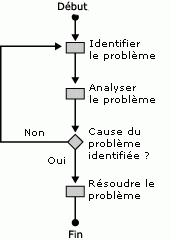 Début
Identifier
le problème
Analyser
le problème
Non
Cause du
problème
identifiée ?
Oui
Résoudre le
problème
Fin